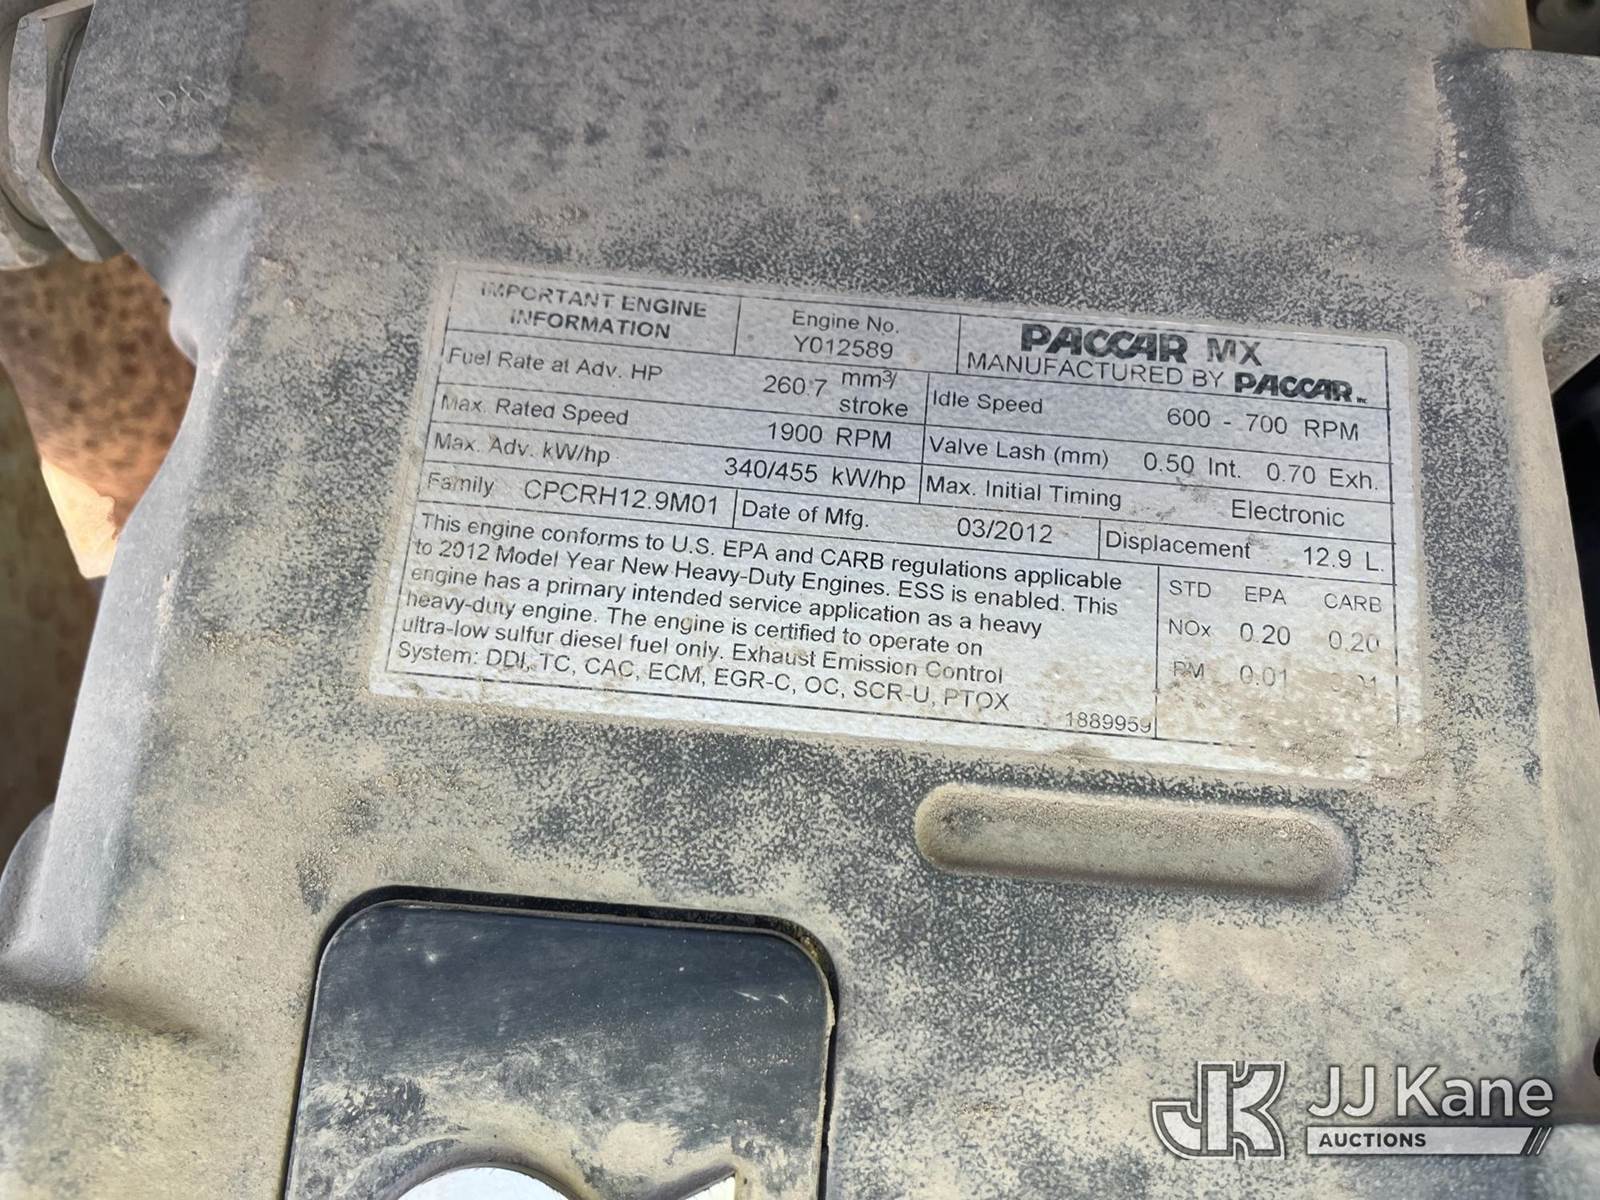 IMPORTANT ENGINE
INFORMATION
Engine No.
Y012589
PACCAR MX
MANUFACTURED BY PACCAR Inc
Fuel Rate at Adv. HP 260.7 mm3/
stroke
Idle Speed 600 - 700 RPM
Max. Rated Speed 1900 RPM
Valve Lash (mm) 0.50 Int. 0.70 Exh.
Max. Adv. kW/hp 340/455 kW/hp
Max. Initial Timing Electronic
Family CPCRH12.9M01
Date of Mfg. 03/2012
Displacement 12.9 L.
This engine conforms to U.S. EPA and CARB regulations applicable
to 2012 Model Year New Heavy-Duty Engines. ESS is enabled. This
engine has a primary intended service application as a heavy
heavy-duty engine. The engine is certified to operate on
ultra-low sulfur diesel fuel only. Exhaust Emission Control
System: DDI, TC, CAC, ECM, EGR-C, OC, SCR-U, PTOX
1889959
STD EPA CARB
NOx 0.20 0.20
PM 0.01
JJ Kane
AUCTIONS